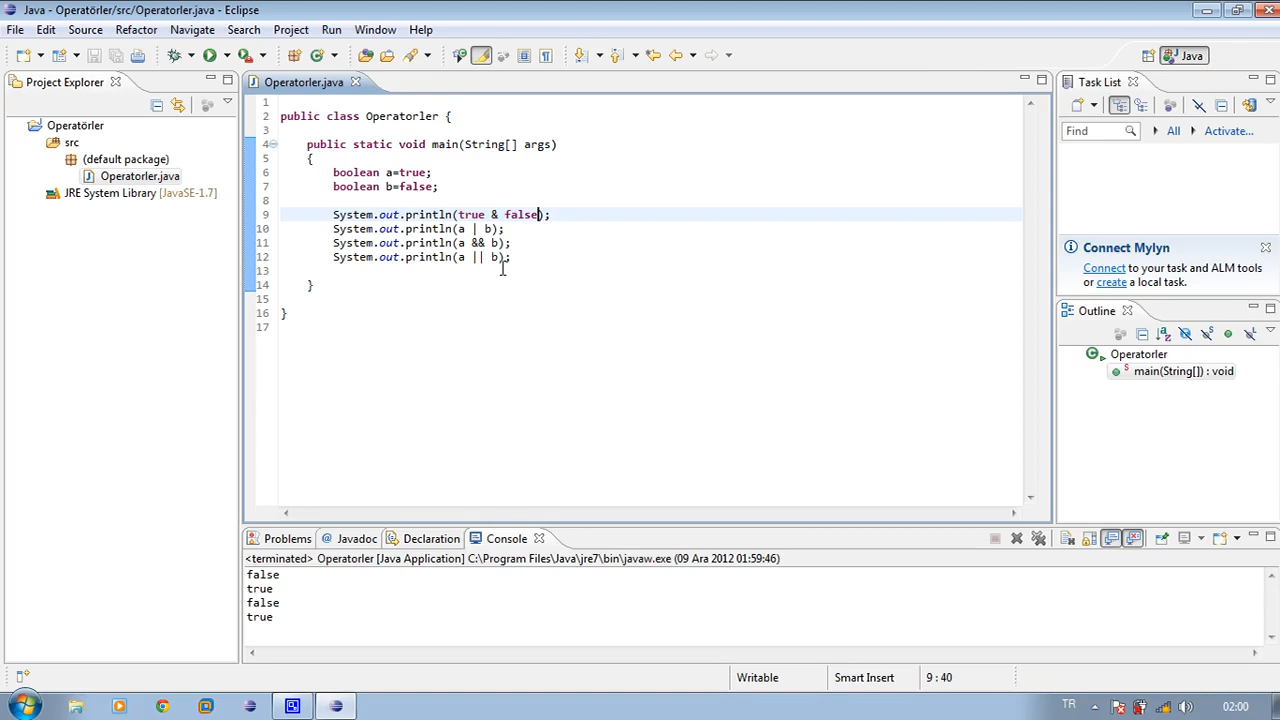 Java - Operatörler/src/Operatorler.java - Eclipse
File Edit Source Refactor Navigate Search Project Run Window Help
Java
Project Explorer
Operatörler
src
(default package)
Operatorler.java
JRE System Library [JavaSE-1.7]
Operatorler.java
1
2 public class Operatorler {
3
4 public static void main(String[] args)
5 {
6 boolean a=true;
7 boolean b=false;
8
9 System.out.println(true & false);
10 System.out.println(a | b);
11 System.out.println(a && b);
12 System.out.println(a || b);
13
14 }
15
16 }
17
Task List
Find All Activate...
Connect Mylyn
Connect to your task and ALM tools
or create a local task.
Outline
Operatorler
main(String[]) : void
Problems Javadoc Declaration Console
<terminated> Operatorler [Java Application] C:\Program Files\Java\jre7\bin\javaw.exe (09 Ara 2012 01:59:46)
false
true
false
true
Writable Smart Insert 9 : 40
TR 02:00